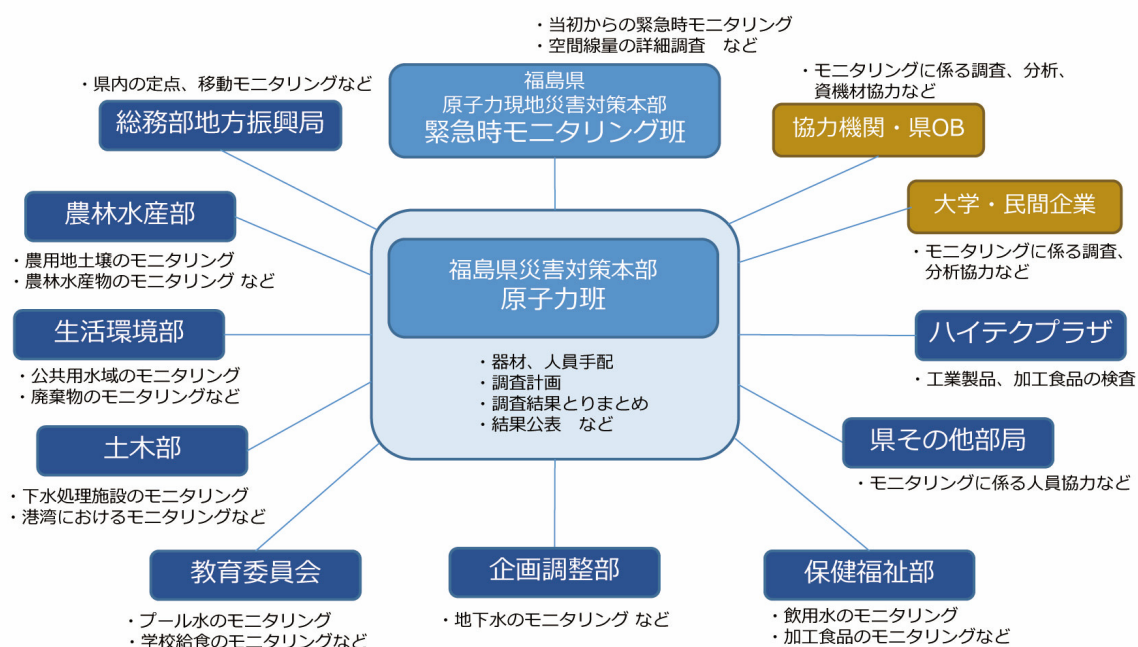 ・当初からの緊急時モニタリング
・空間線量の詳細調査　など
福島県
原子力現地災害対策本部
緊急時モニタリング班
・県内の定点、移動モニタリングなど
総務部地方振興局
・モニタリングに係る調査、分析、
資機材協力など
協力機関・県OB
農林水産部
・農用地土壌のモニタリング
・農林水産物のモニタリング など
大学・民間企業
・モニタリングに係る調査、
分析協力など
福島県災害対策本部
原子力班
・器材、人員手配
・調査計画
・調査結果とりまとめ
・結果公表　など
生活環境部
・公共用水域のモニタリング
・廃棄物のモニタリングなど
ハイテクプラザ
・工業製品、加工食品の検査
土木部
・下水処理施設のモニタリング
・港湾におけるモニタリングなど
県その他部局
・モニタリングに係る人員協力など
教育委員会
・プール水のモニタリング
・学校給食のモニタリングなど
企画調整部
・地下水のモニタリング など
保健福祉部
・飲用水のモニタリング
・加工食品のモニタリングなど